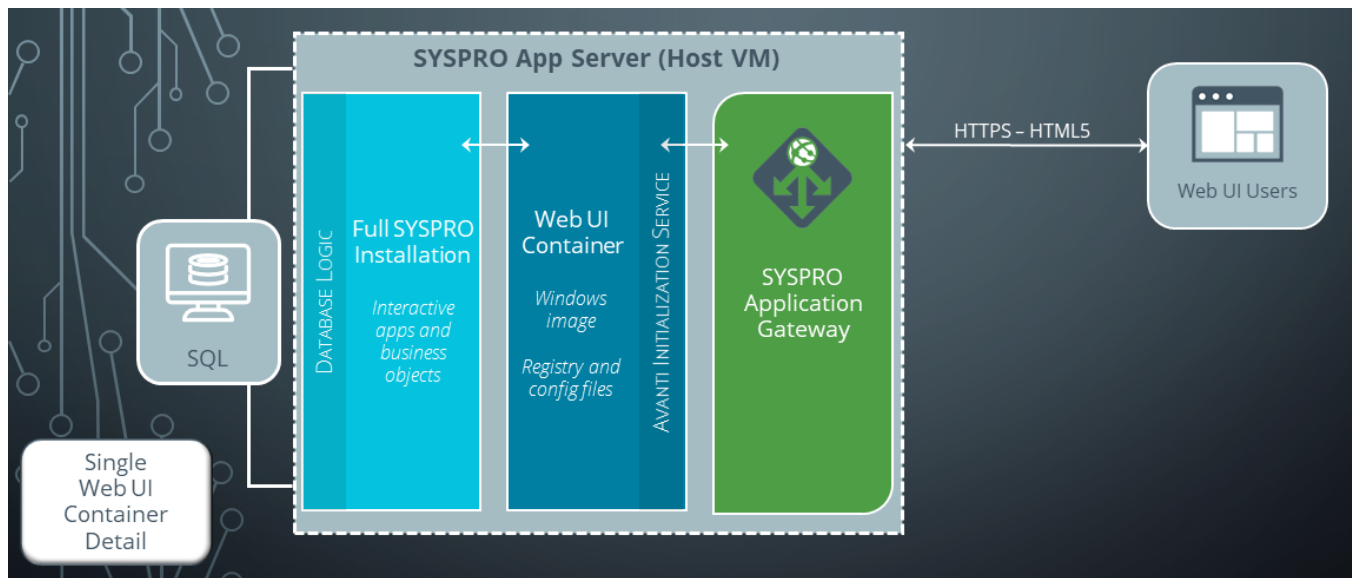 SYSPRO App Server (Host VM)
DATABASE LOGIC
Full SYSPRO
Installation
Interactive
apps and
business
objects
Web UI
Container
Windows
image
Registry and
config files
AVANTI INITIALIZATION SERVICE
SYSPRO
Application
Gateway
HTTPS – HTML5
Web UI Users
SQL
Single
Web UI
Container
Detail